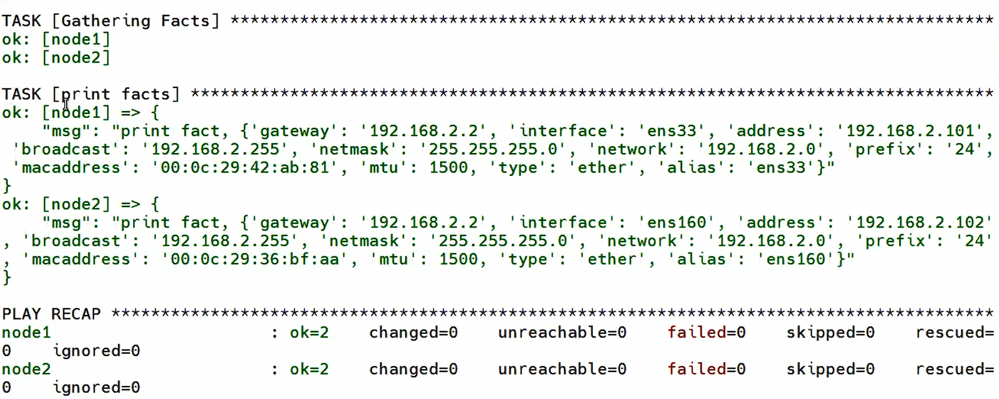 TASK [Gathering Facts] *****************************************************************************
ok: [node1]
ok: [node2]
TASK [print facts] *********************************************************************************
ok: [node1] => {
    "msg": "print fact, {'gateway': '192.168.2.2', 'interface': 'ens33', 'address': '192.168.2.101',
 'broadcast': '192.168.2.255', 'netmask': '255.255.255.0', 'network': '192.168.2.0', 'prefix': '24',
 'macaddress': '00:0c:29:42:ab:81', 'mtu': 1500, 'type': 'ether', 'alias': 'ens33'}"
}
ok: [node2] => {
    "msg": "print fact, {'gateway': '192.168.2.2', 'interface': 'ens160', 'address': '192.168.2.102'
, 'broadcast': '192.168.2.255', 'netmask': '255.255.255.0', 'network': '192.168.2.0', 'prefix': '24'
, 'macaddress': '00:0c:29:36:bf:aa', 'mtu': 1500, 'type': 'ether', 'alias': 'ens160'}"
}
PLAY RECAP *****************************************************************************************
node1                      : ok=2    changed=0    unreachable=0    failed=0    skipped=0    rescued=
0    ignored=0
node2                      : ok=2    changed=0    unreachable=0    failed=0    skipped=0    rescued=
0    ignored=0